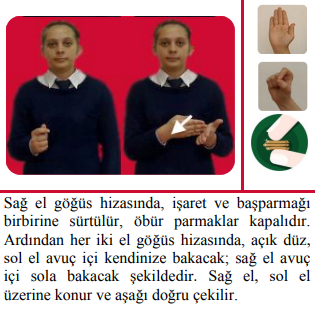 Sağ el göğüs hizasında, işaret ve başparmağı
birbirine sürtülür, öbür parmaklar kapalıdır.
Ardından her iki el göğüs hizasında, açık düz,
sol el avuç içi kendinize bakacak; sağ el avuç
içi sola bakacak şekildedir. Sağ el, sol el
üzerine konur ve aşağı doğru çekilir.